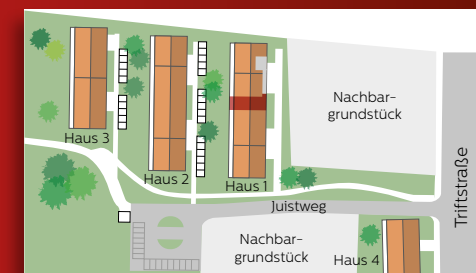 Nachbar-
grundstück
Haus 3
Haus 2
Haus 1
Triftstraße
Juistweg
Nachbar-
grundstück
Haus 4